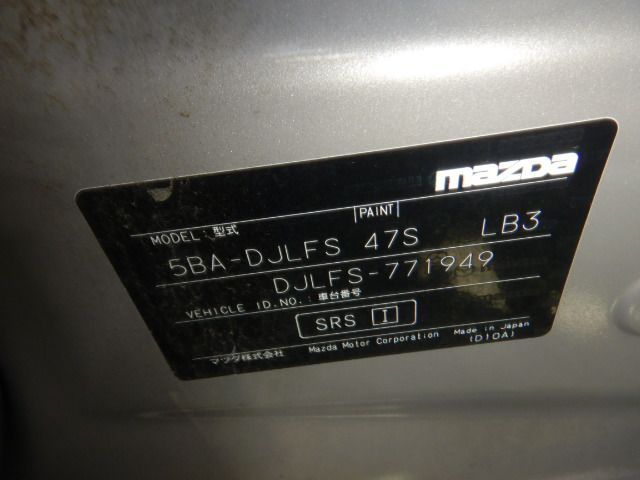 mazda
MODEL : 型式 PAINT
5BA-DJLFS 47S LB3
DJLFS-771949
VEHICLE ID.NO. : 車台番号
SRS I
マツダ株式会社 Mazda Motor Corporation Made in Japan
(D10A)